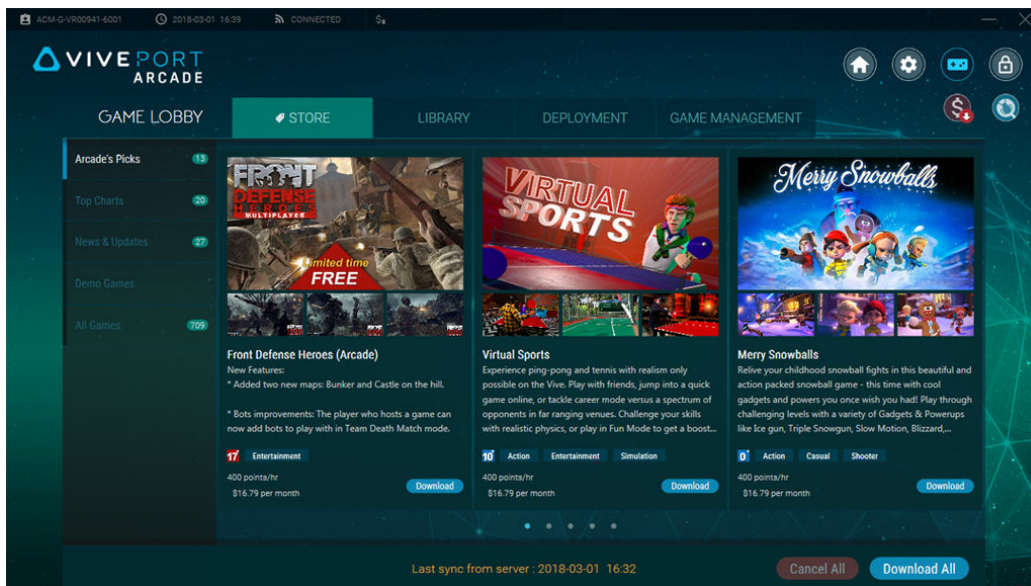 ACM-G-VR00941-6001 2018-03-01 16:39 CONNECTED
VIVEPORT
ARCADE
GAME LOBBY
STORE
LIBRARY
DEPLOYMENT
GAME MANAGEMENT
Arcade's Picks 13
Top Charts 20
News & Updates 27
Demo Games
All Games 709
FRONT
DEFENSE
HEROES
MULTIPLAYER
Limited time
FREE
Front Defense Heroes (Arcade)
New Features:
* Added two new maps: Bunker and Castle on the hill.
* Bots improvements: The player who hosts a game can
now add bots to play with in Team Death Match mode.
17+ Entertainment
400 points/hr
$16.79 per month
Download
VIRTUAL
SPORTS
Virtual Sports
Experience ping-pong and tennis with realism only
possible on the Vive. Play with friends, jump into a quick
game online, or tackle career mode versus a spectrum of
opponents in far ranging venues. Challenge your skills
with realistic physics, or play in Fun Mode to get a boost...
10+ Action Entertainment Simulation
400 points/hr
$16.79 per month
Download
Merry Snowballs
Merry Snowballs
Relive your childhood snowball fights in this beautiful and
action packed snowball game - this time with cool
gadgets and powers you once wish you had! Play through
challenging levels with a variety of Gadgets & Powerups
like Ice gun, Triple Snowgun, Slow Motion, Blizzard,...
0+ Action Casual Shooter
400 points/hr
$16.79 per month
Download
Last sync from server : 2018-03-01 16:32
Cancel All
Download All